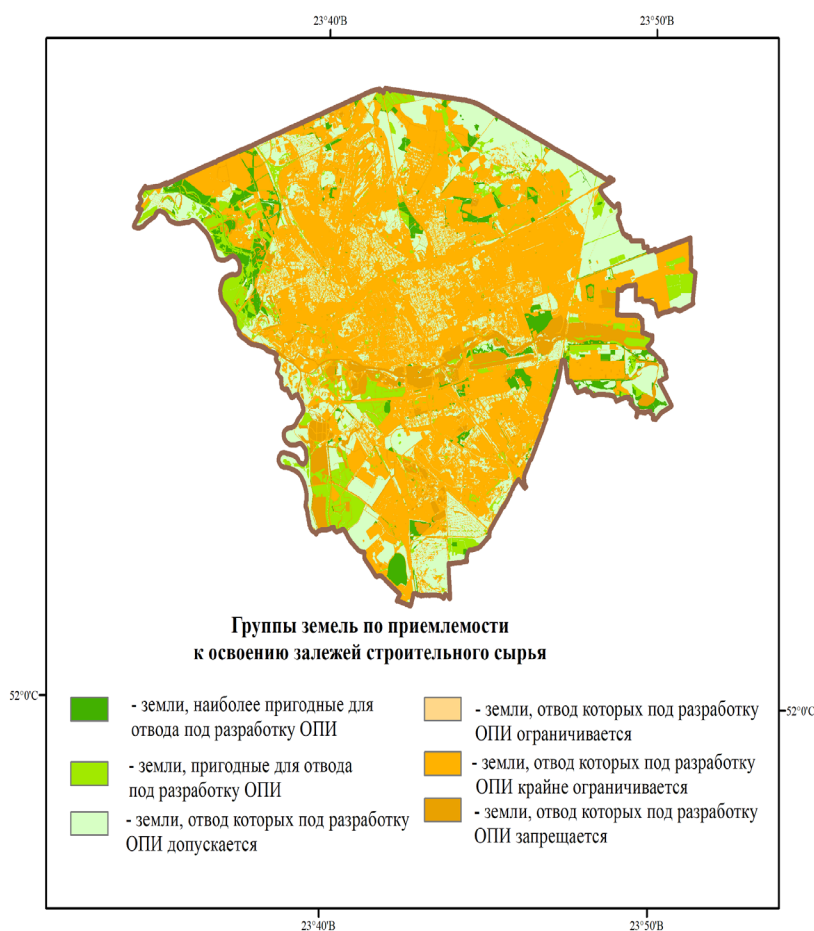 23°40'В 23°50'В
Группы земель по приемлемости
к освоению залежей строительного сырья
52°0'С
52°0'С
- земли, наиболее пригодные для
отвода под разработку ОПИ
- земли, пригодные для отвода
под разработку ОПИ
- земли, отвод которых под разработку
ОПИ допускается
- земли, отвод которых под разработку
ОПИ ограничивается
- земли, отвод которых под разработку
ОПИ крайне ограничивается
- земли, отвод которых под разработку
ОПИ запрещается
23°40'В 23°50'В